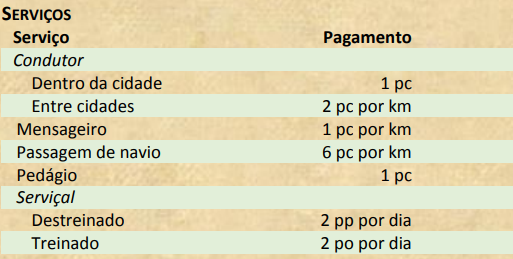 SERVIÇOS
Serviço Pagamento
Condutor
Dentro da cidade 1 pc
Entre cidades 2 pc por km
Mensageiro 1 pc por km
Passagem de navio 6 pc por km
Pedágio 1 pc
Serviçal
Destreinado 2 pp por dia
Treinado 2 po por dia